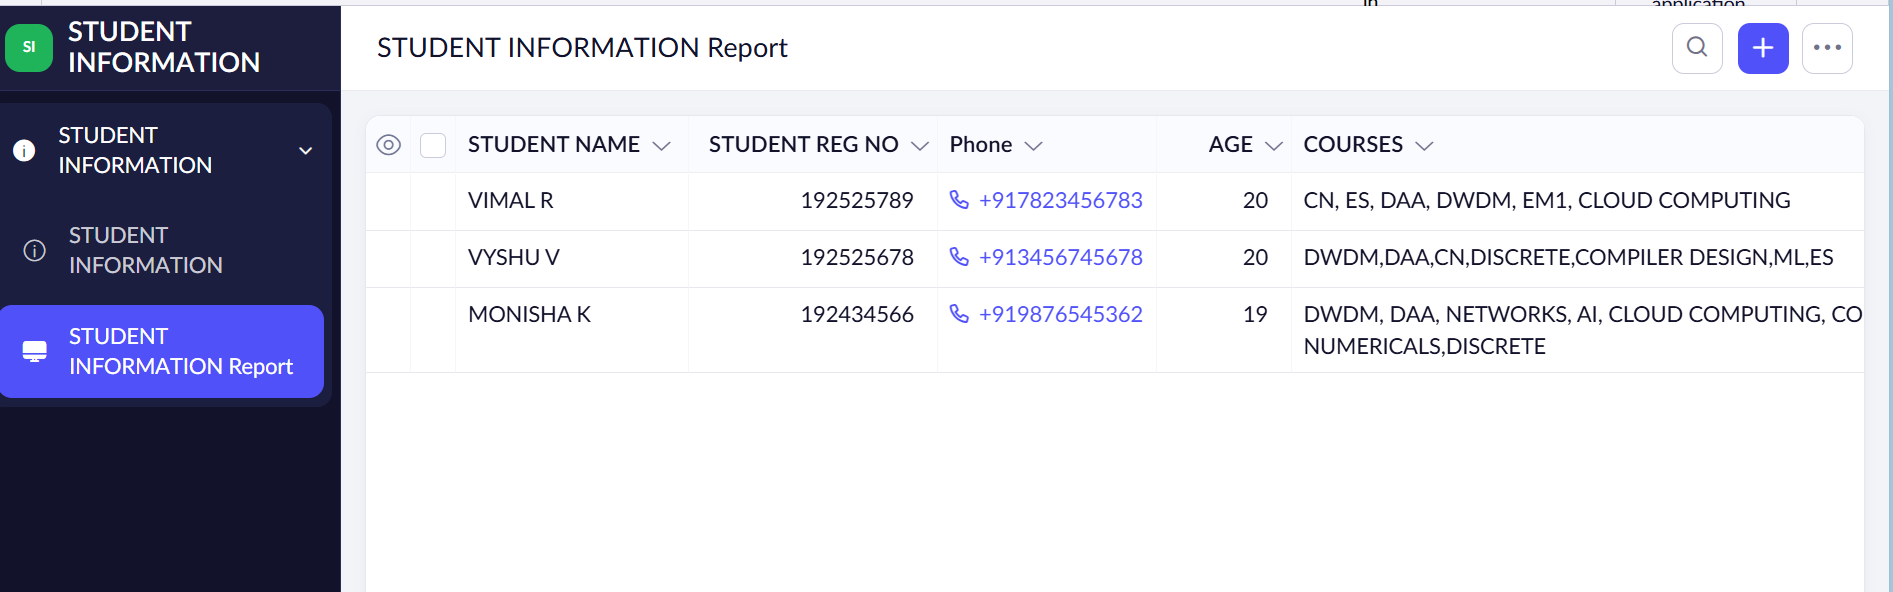 in
application
SI
STUDENT
INFORMATION
STUDENT INFORMATION Report
STUDENT
INFORMATION
STUDENT
INFORMATION
STUDENT
INFORMATION Report
STUDENT NAME STUDENT REG NO Phone AGE COURSES
VIMAL R 192525789 +917823456783 20 CN, ES, DAA, DWDM, EM1, CLOUD COMPUTING
VYSHU V 192525678 +913456745678 20 DWDM,DAA,CN,DISCRETE,COMPILER DESIGN,ML,ES
MONISHA K 192434566 +919876545362 19 DWDM, DAA, NETWORKS, AI, CLOUD COMPUTING, CO
NUMERICALS,DISCRETE